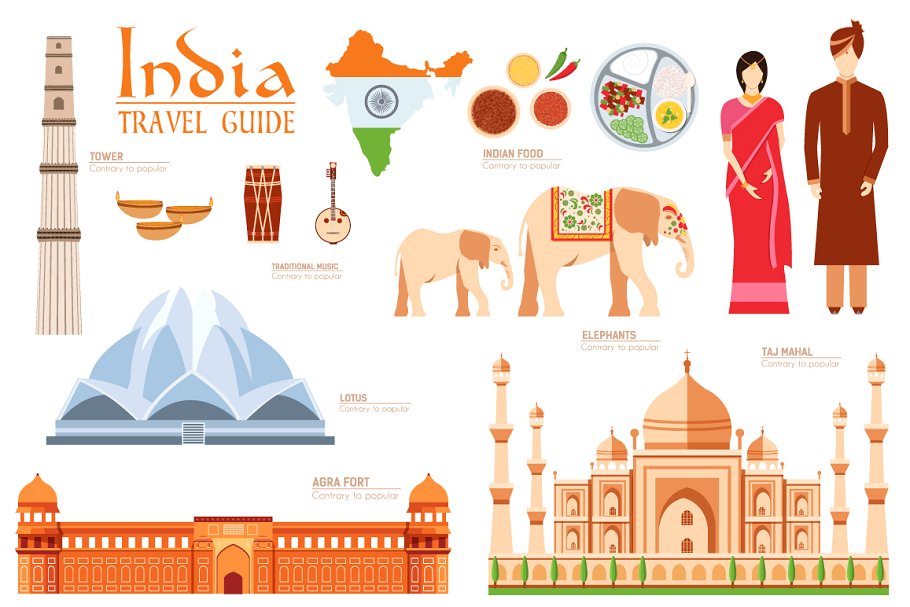 India
TRAVEL GUIDE
TOWER
Contrary to popular
INDIAN FOOD
Contrary to popular
TRADITIONAL MUSIC
Contrary to popular
ELEPHANTS
Contrary to popular
TAJ MAHAL
Contrary to popular
LOTUS
Contrary to popular
AGRA FORT
Contrary to popular